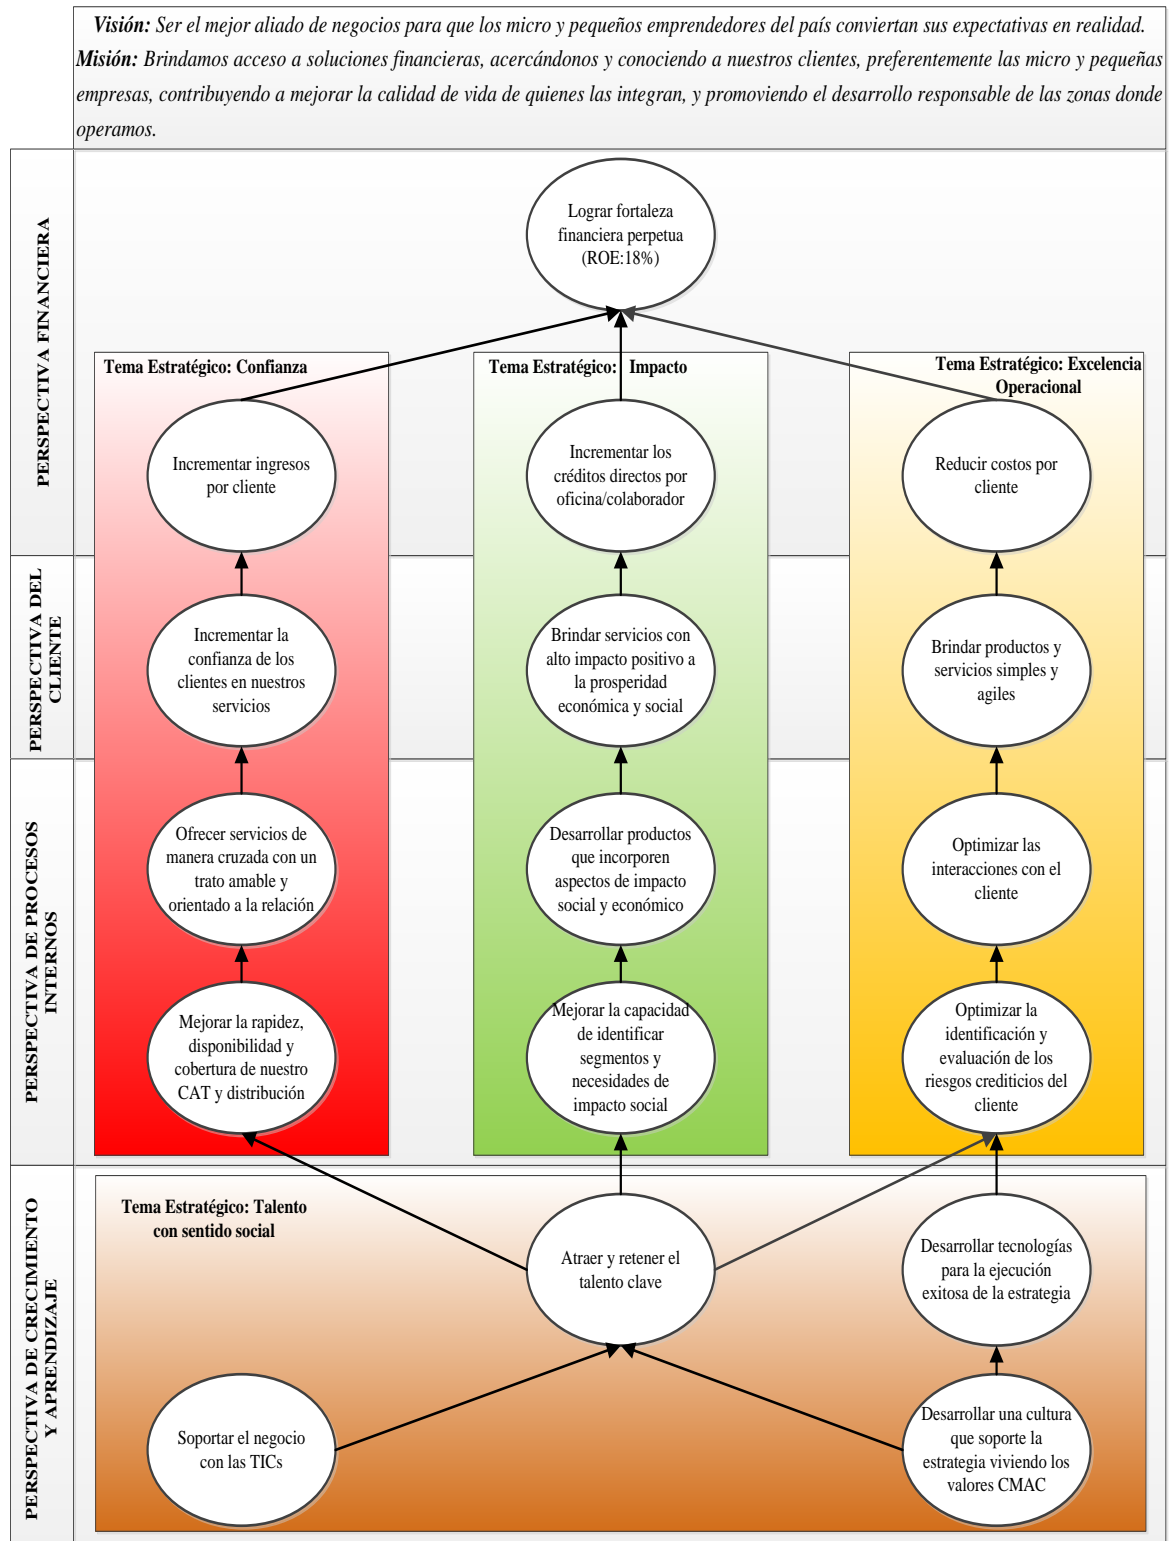 Visión: Ser el mejor aliado de negocios para que los micro y pequeños emprendedores del país conviertan sus expectativas en realidad.
Misión: Brindamos acceso a soluciones financieras, acercándonos y conociendo a nuestros clientes, preferentemente las micro y pequeñas
empresas, contribuyendo a mejorar la calidad de vida de quienes las integran, y promoviendo el desarrollo responsable de las zonas donde
operamos.
PERSPECTIVA FINANCIERA
Lograr fortaleza
financiera perpetua
(ROE:18%)
Tema Estratégico: Confianza
Tema Estratégico: Impacto
Tema Estratégico: Excelencia
Operacional
Incrementar ingresos
por cliente
Incrementar los
créditos directos por
oficina/colaborador
Reducir costos por
cliente
PERSPECTIVA DEL
CLIENTE
Incrementar la
confianza de los
clientes en nuestros
servicios
Brindar servicios con
alto impacto positivo a
la prosperidad
económica y social
Brindar productos y
servicios simples y
agiles
PERSPECTIVA DE PROCESOS
INTERNOS
Ofrecer servicios de
manera cruzada con un
trato amable y
orientado a la relación
Desarrollar productos
que incorporen
aspectos de impacto
social y económico
Optimizar las
interacciones con el
cliente
Mejorar la rapidez,
disponibilidad y
cobertura de nuestro
CAT y distribución
Mejorar la capacidad
de identificar
segmentos y
necesidades de
impacto social
Optimizar la
identificación y
evaluación de los
riesgos crediticios del
cliente
PERSPECTIVA DE CRECIMIENTO
Y APRENDIZAJE
Tema Estratégico: Talento
con sentido social
Atraer y retener el
talento clave
Desarrollar tecnologías
para la ejecución
exitosa de la estrategia
Soportar el negocio
con las TICs
Desarrollar una cultura
que soporte la
estrategia viviendo los
valores CMAC